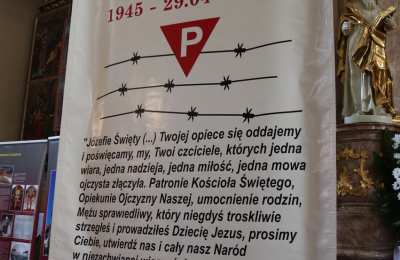 1945 - 29.04
P
"Józefie Święty (...) Twojej opiece się oddajemy
i poświęcamy, my, Twoi czciciele, których jedna
wiara, jedna nadzieja, jedna miłość, jedna mowa
ojczysta złączyła. Patronie Kościoła Świętego,
Opiekunie Ojczyzny Naszej, umocnienie rodzin,
Mężu sprawiedliwy, który niegdyś troskliwie
strzegłeś i prowadziłeś Dziecię Jezus, prosimy
Ciebie, utwierdź nas i cały nasz Naród
w niezachwianej